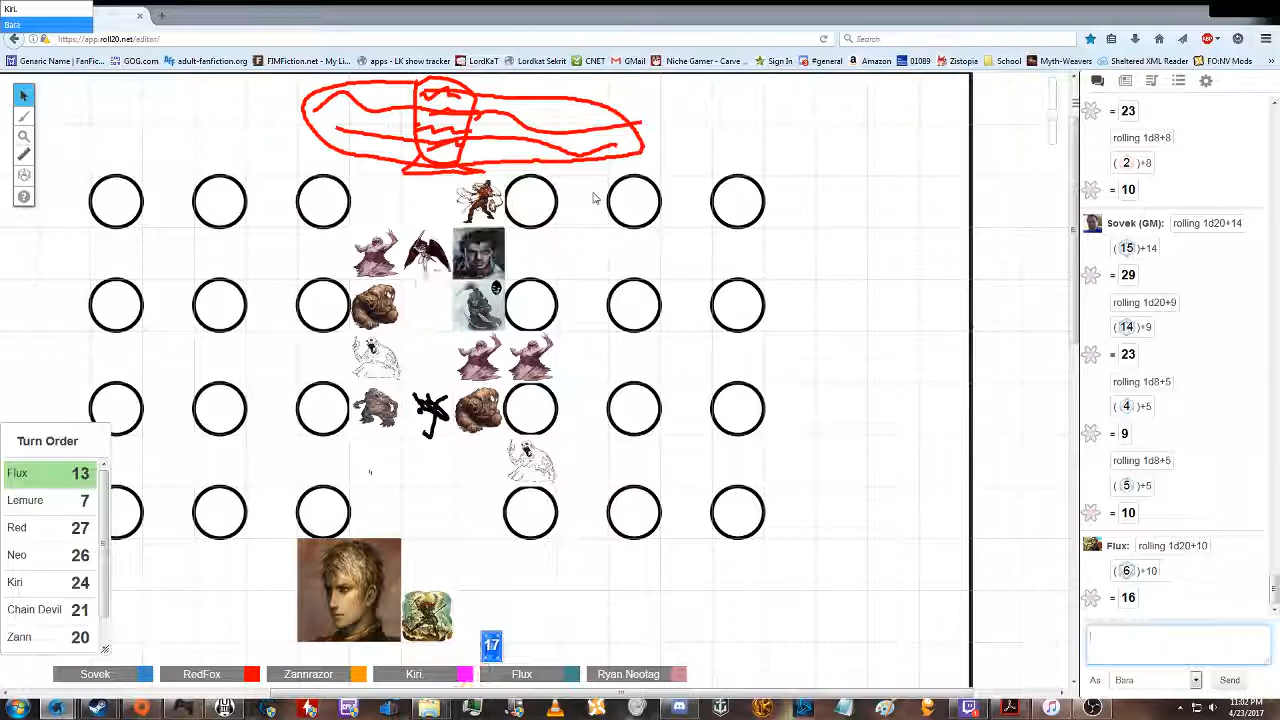 Kiri.
Bara
https://app.roll20.net/editor/
Search
Generic Name | FanFic...
GOG.com
adult-fanfiction.org
FIMFiction.net - My Li...
apps - LK show tracker
LordKaT
Lordkat Secrit
CNET
GMail
Niche Gamer - Carve ...
Sign In
#general
Amazon
01089
Zistopia
School
Myth-Weavers
Sheltered XML Reader
FO:NV Mods
23
rolling 1d8+8
(2)+8
= 10
Sovek (GM): rolling 1d20+14
(15)+14
= 29
rolling 1d20+9
(14)+9
= 23
rolling 1d8+5
(4)+5
= 9
rolling 1d8+5
(5)+5
= 10
Flux: rolling 1d20+10
(6)+10
= 16
Turn Order
Flux 13
Lemure 7
Red 27
Neo 26
Kiri 24
Chain Devil 21
Zann 20
17
Sovek
RedFox
Zannrazor
Kiri.
Flux
Ryan Neotag
As Bara Send
11:02 PM
4/23/2017